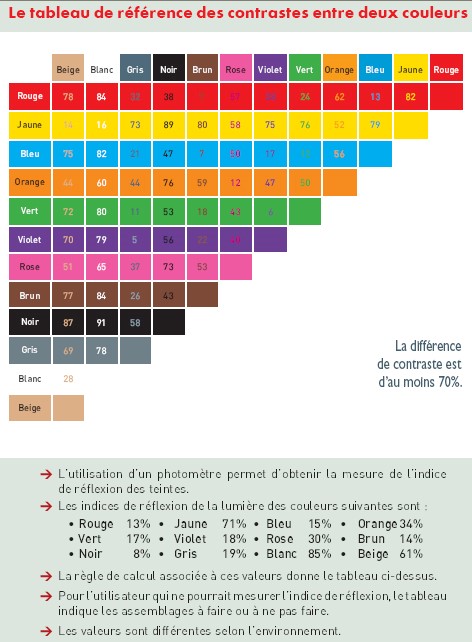 Le tableau de référence des contrastes entre deux couleurs
Beige Blanc Gris Noir Brun Rose Violet Vert Orange Bleu Jaune Rouge
Rouge 78 84 32 38 57 24 62 13 82
Jaune 14 16 73 89 80 58 75 76 52 79
Bleu 75 82 21 47 7 50 17 56
Orange 44 60 44 76 59 12 47 50
Vert 72 80 11 53 18 43 6
Violet 70 79 5 56 22 40
Rose 51 65 37 73 53
Brun 77 84 26 43
Noir 87 91 58
Gris 69 78
Blanc 28
Beige
La différence
de contraste est
d'au moins 70%.
→ L'utilisation d'un photomètre permet d'obtenir la mesure de l'indice
de réflexion des teintes.
→ Les indices de réflexion de la lumière des couleurs suivantes sont :
• Rouge 13% • Jaune 71% • Bleu 15% • Orange 34%
• Vert 17% • Violet 18% • Rose 30% • Brun 14%
• Noir 8% • Gris 19% • Blanc 85% • Beige 61%
→ La règle de calcul associée à ces valeurs donne le tableau ci-dessus.
→ Pour l'utilisateur qui ne pourrait mesurer l'indice de réflexion, le tableau
indique les assemblages à faire ou à ne pas faire.
→ Les valeurs sont différentes selon l'environnement.